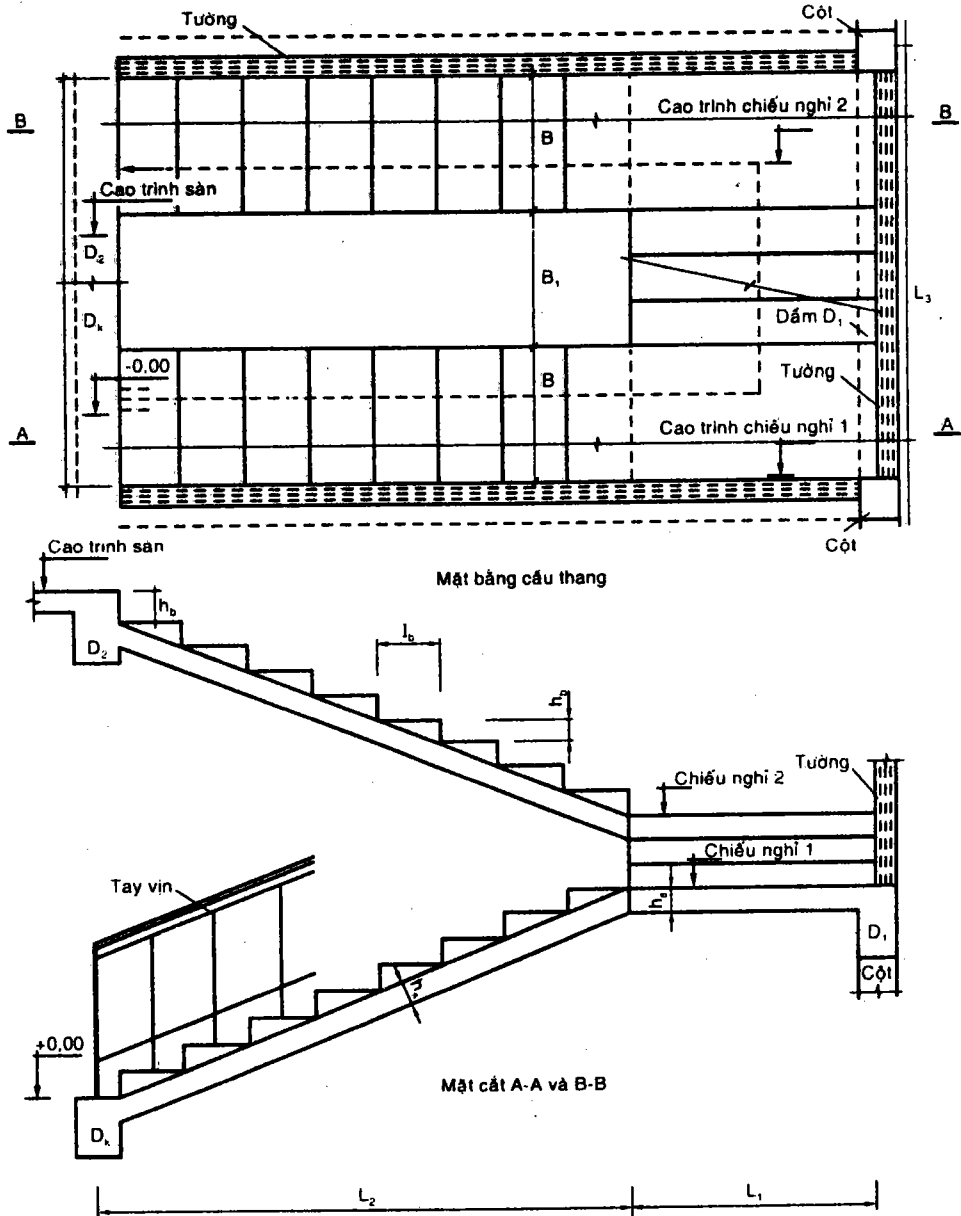 Tường
Cột
B
B
B
Cao trình chiếu nghỉ 2
Cao trình sàn
D₂
B₁
L₃
Dk
Dầm D₁
-0,00
B
Tường
A
A
Cao trình chiếu nghỉ 1
Cột
Cao trình sàn
Mặt bằng cầu thang
hb
lb
D₂
hb
Tường
Chiếu nghỉ 2
Chiếu nghỉ 1
Tay vịn
D₁
Cột
+0,00
Mặt cắt A-A và B-B
Dk
L₂
L₁